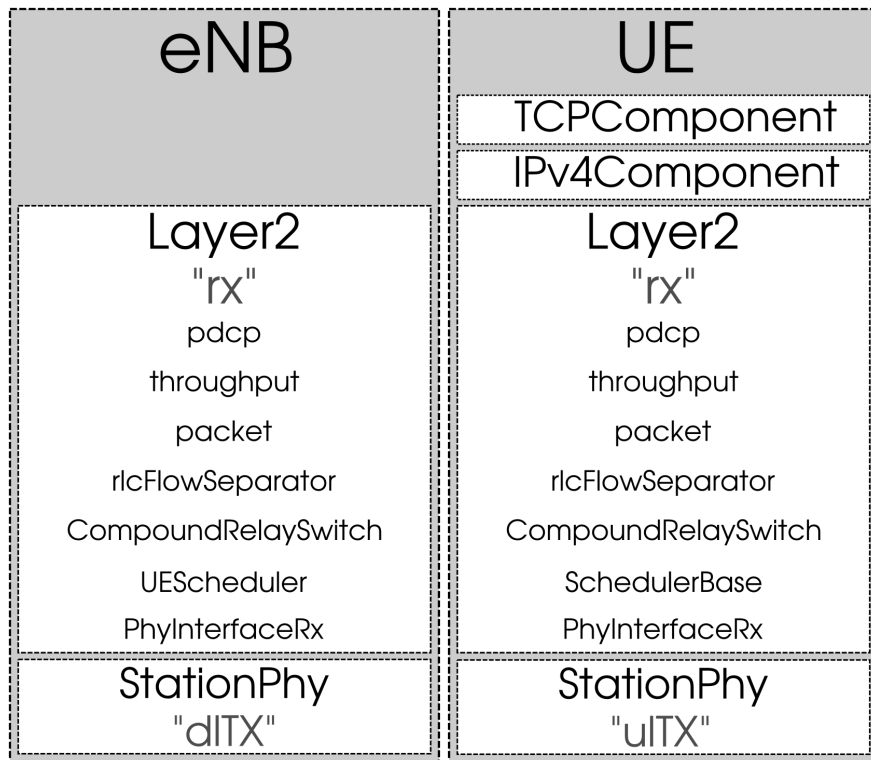 eNB
Layer2
"rx"
pdcp
throughput
packet
rlcFlowSeparator
CompoundRelaySwitch
UEScheduler
PhyInterfaceRx
StationPhy
"dlTX"
UE
TCPComponent
IPv4Component
Layer2
"rx"
pdcp
throughput
packet
rlcFlowSeparator
CompoundRelaySwitch
SchedulerBase
PhyInterfaceRx
StationPhy
"ulTX"